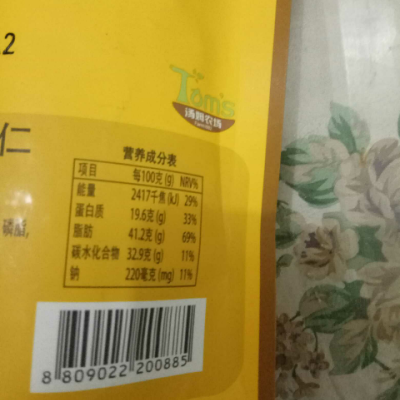 .2
Tom's
汤姆农场
仁
营养成分表
项目 每100克(g) NRV%
能量 2417千焦(kJ) 29%
蛋白质 19.6克(g) 33%
脂肪 41.2克(g) 69%
碳水化合物 32.9克(g) 11%
钠 220毫克(mg) 11%
磷脂,
8 809022 200885